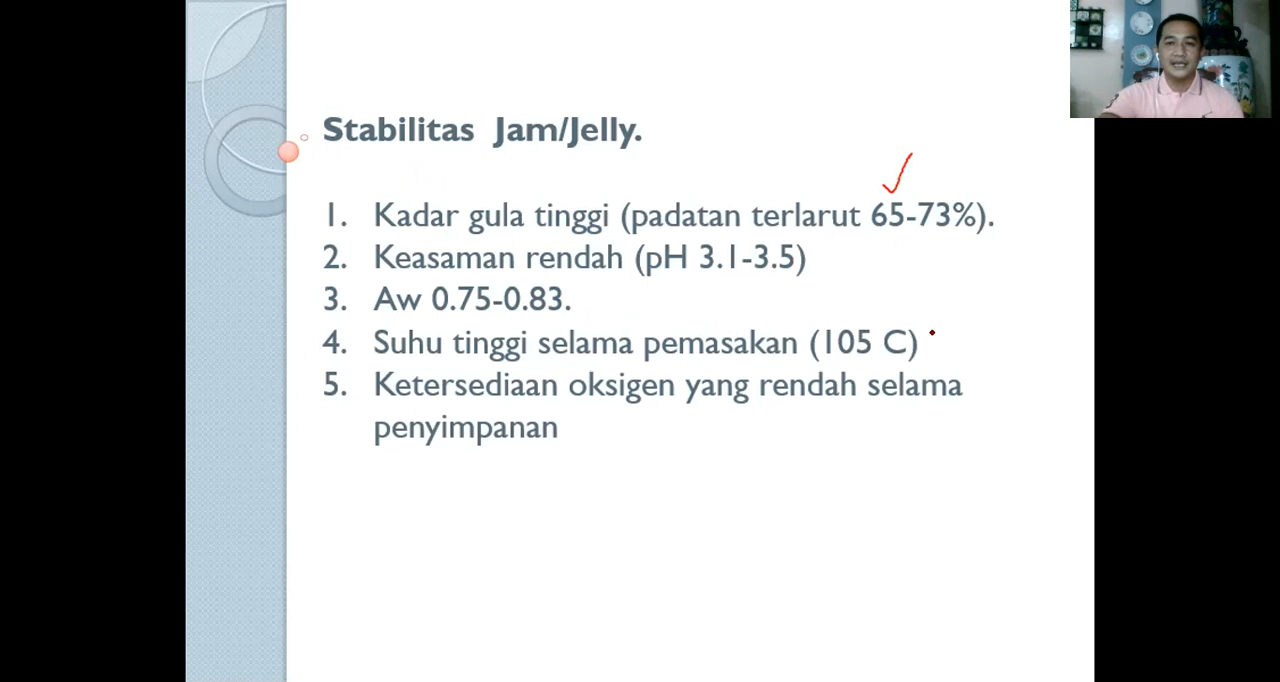 Stabilitas Jam/Jelly.
1. Kadar gula tinggi (padatan terlarut 65-73%).
2. Keasaman rendah (pH 3.1-3.5)
3. Aw 0.75-0.83.
4. Suhu tinggi selama pemasakan (105 C)
5. Ketersediaan oksigen yang rendah selama
penyimpanan